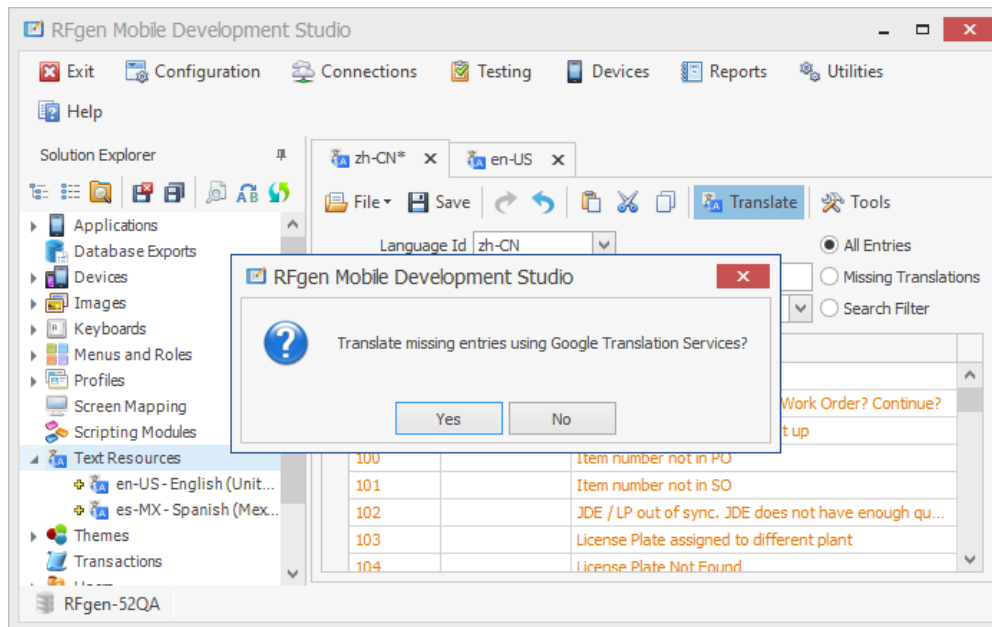 RFgen Mobile Development Studio
Exit Configuration Connections Testing Devices Reports Utilities
Help
Solution Explorer
zh-CN* en-US
File Save Translate Tools
Language Id zh-CN
All Entries
Missing Translations
Search Filter
Applications
Database Exports
Devices
Images
Keyboards
Menus and Roles
Profiles
Screen Mapping
Scripting Modules
Text Resources
en-US - English (Unit...
es-MX - Spanish (Mex...
Themes
Transactions
RFgen Mobile Development Studio
Translate missing entries using Google Translation Services?
Yes No
Work Order? Continue?
t up
100 Item number not in PO
101 Item number not in SO
102 JDE / LP out of sync. JDE does not have enough qu...
103 License Plate assigned to different plant
104 License Plate Not Found
RFgen-52QA